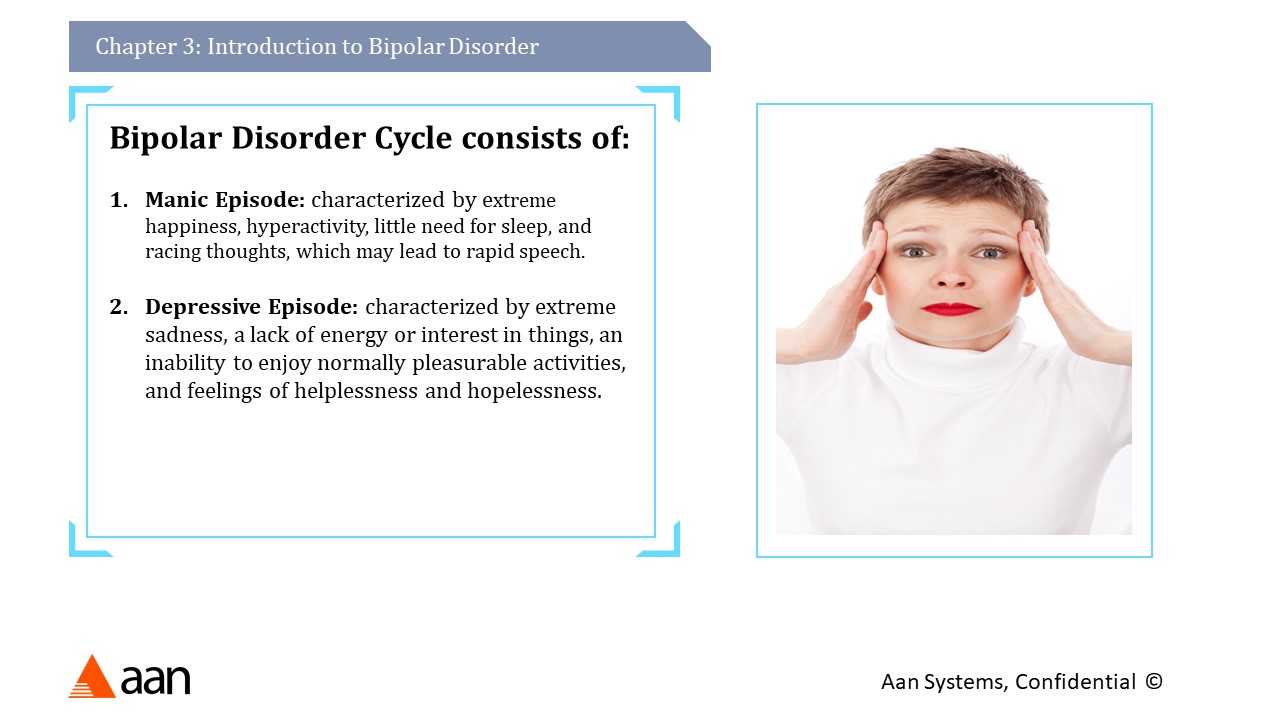 Chapter 3: Introduction to Bipolar Disorder
Bipolar Disorder Cycle consists of:
1. Manic Episode: characterized by extreme
happiness, hyperactivity, little need for sleep, and
racing thoughts, which may lead to rapid speech.
2. Depressive Episode: characterized by extreme
sadness, a lack of energy or interest in things, an
inability to enjoy normally pleasurable activities,
and feelings of helplessness and hopelessness.
aan
Aan Systems, Confidential ©